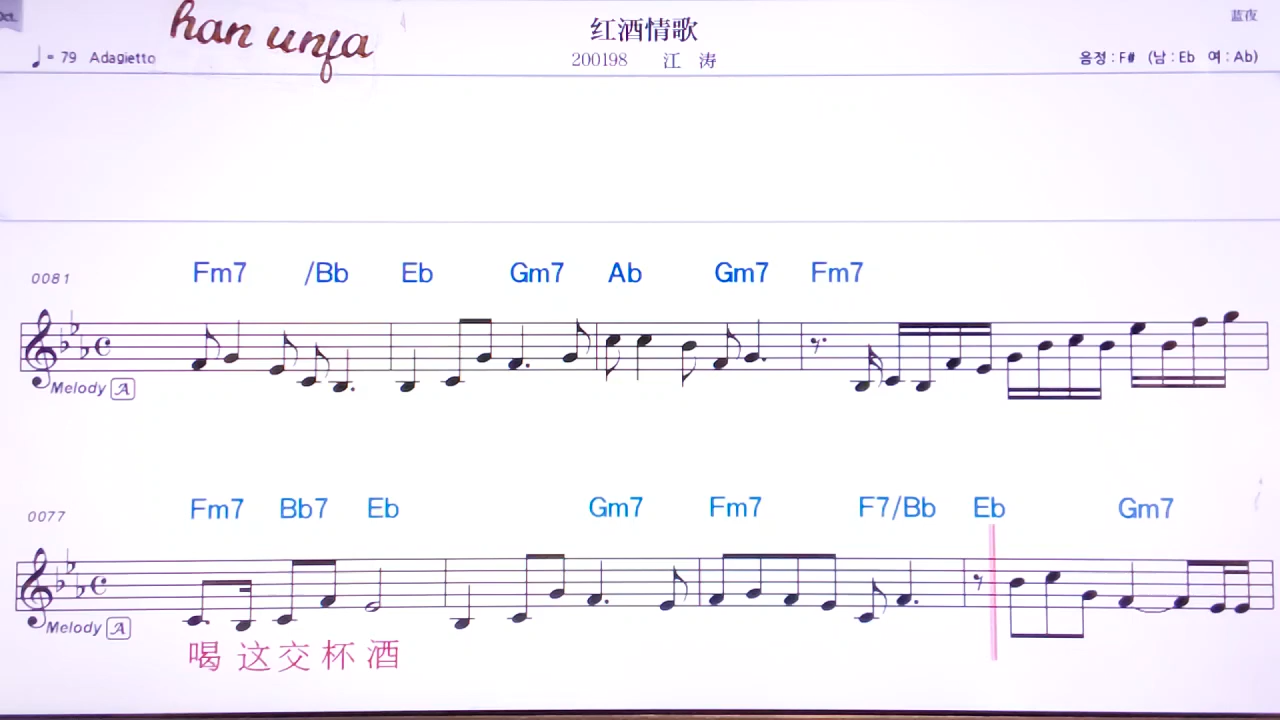 han unfa
红酒情歌
蓝夜
♩= 79 Adagietto
200198 江 涛
음정 : F# (남 : Eb 여 : Ab)
0081
Fm7 /Bb Eb Gm7 Ab Gm7 Fm7
Melody A
0077
Fm7 Bb7 Eb Gm7 Fm7 F7/Bb Eb Gm7
Melody A
喝 这 交 杯 酒